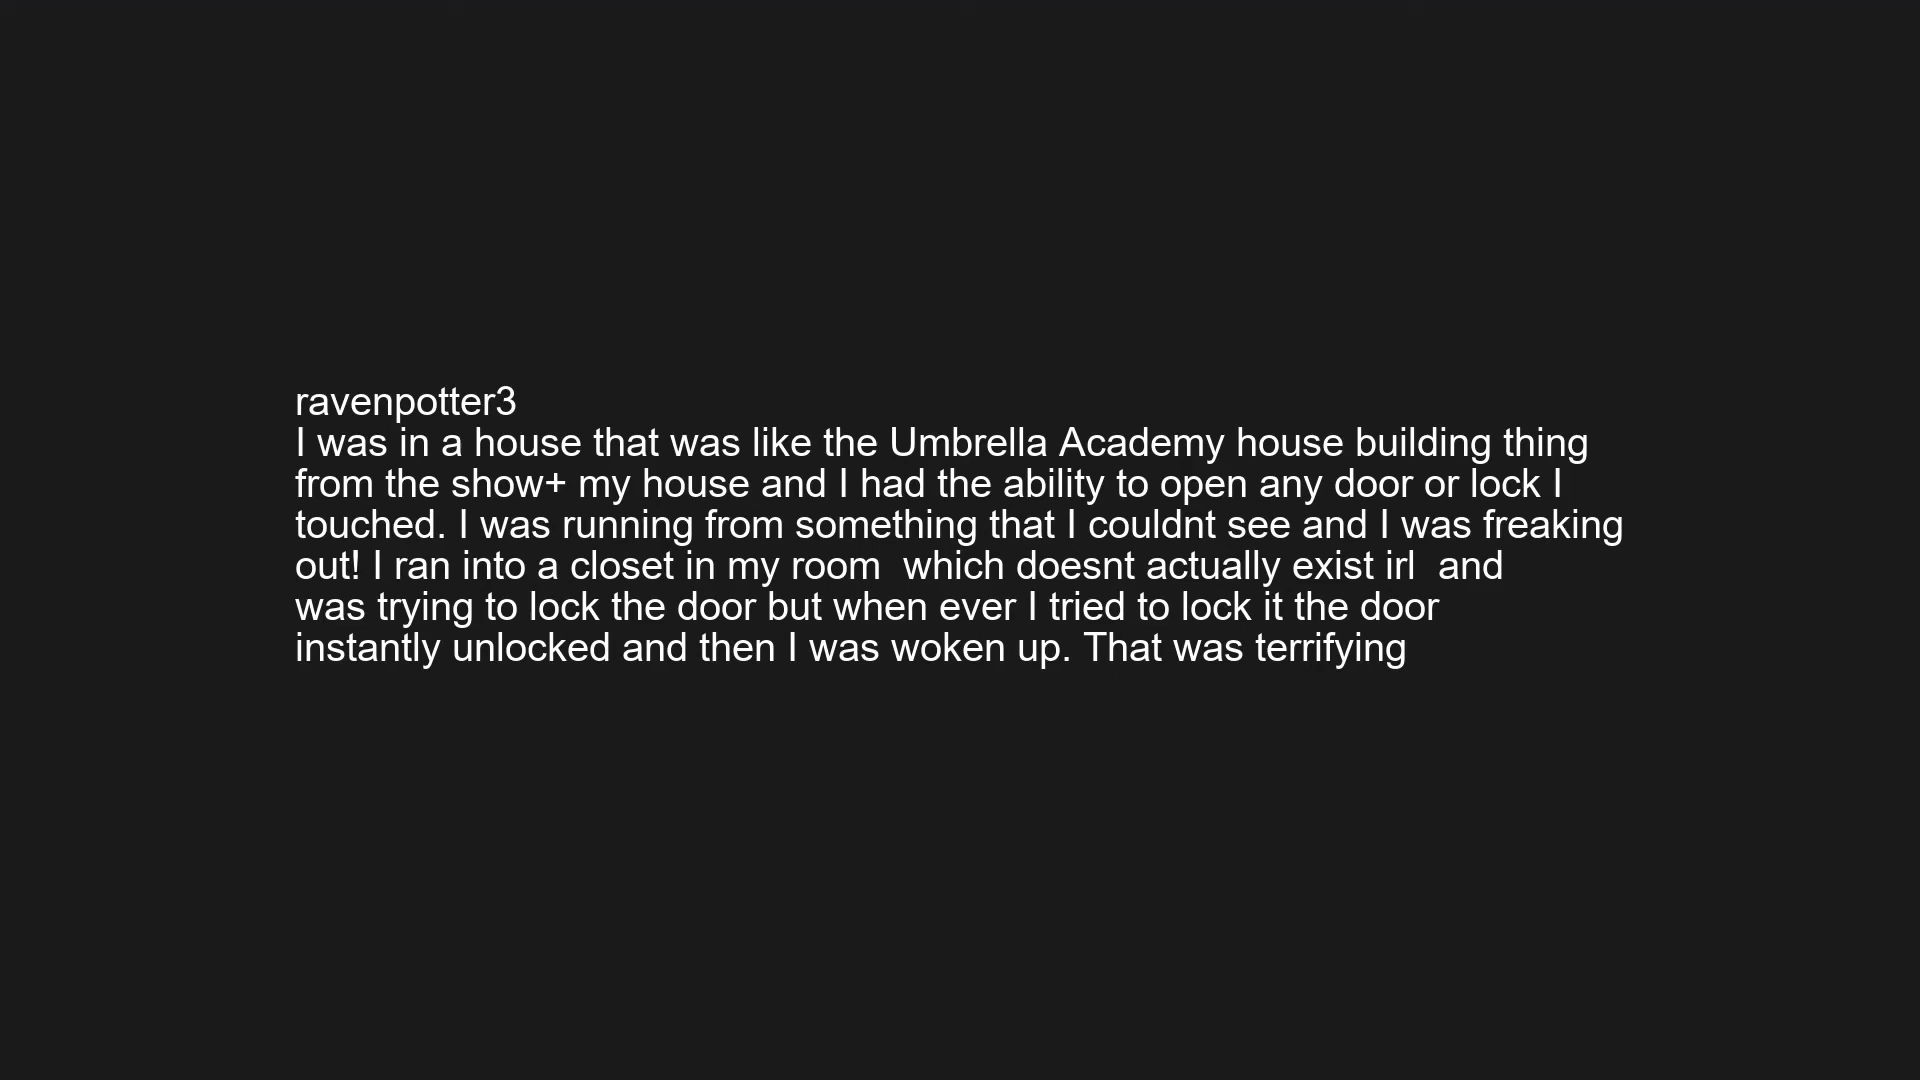 ravenpotter3
I was in a house that was like the Umbrella Academy house building thing
from the show+ my house and I had the ability to open any door or lock I
touched. I was running from something that I couldnt see and I was freaking
out! I ran into a closet in my room  which doesnt actually exist irl  and
was trying to lock the door but when ever I tried to lock it the door
instantly unlocked and then I was woken up. That was terrifying